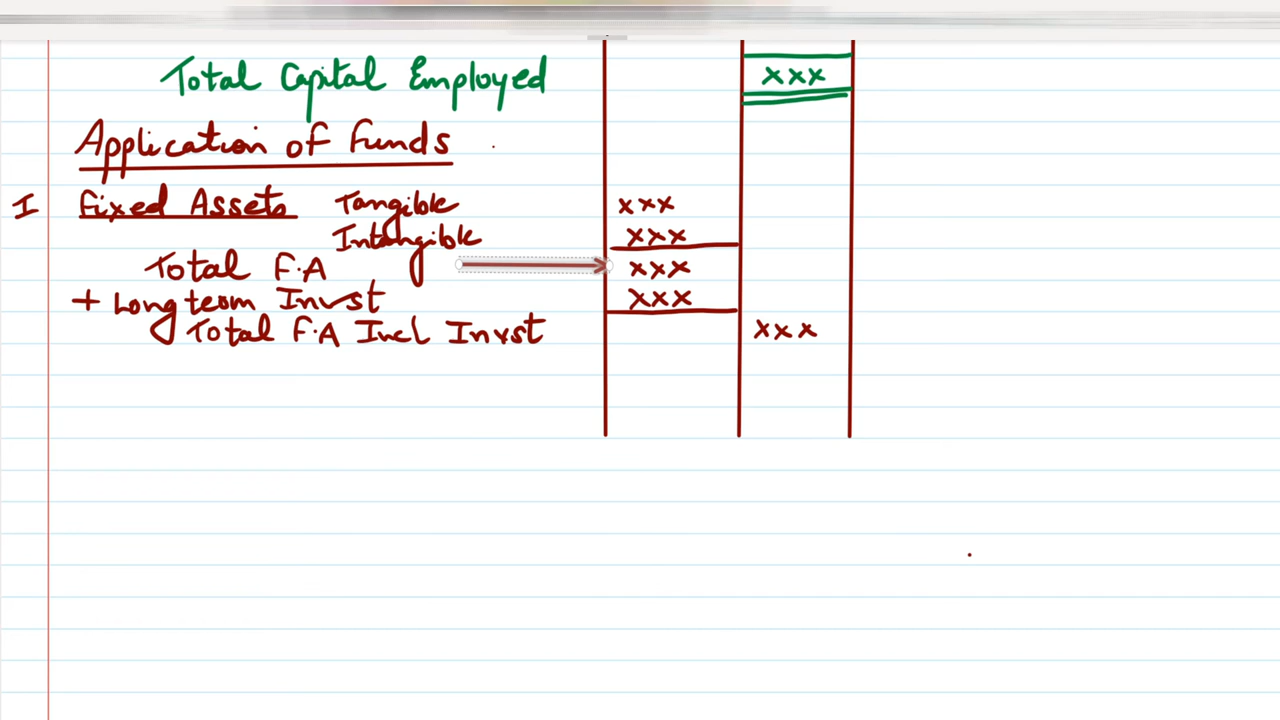 Total Capital Employed xxx
Application of Funds
I Fixed Assets Tangible xxx
Intangible xxx
Total F.A xxx
+ Long term Invst xxx
Total F.A Incl Invst xxx